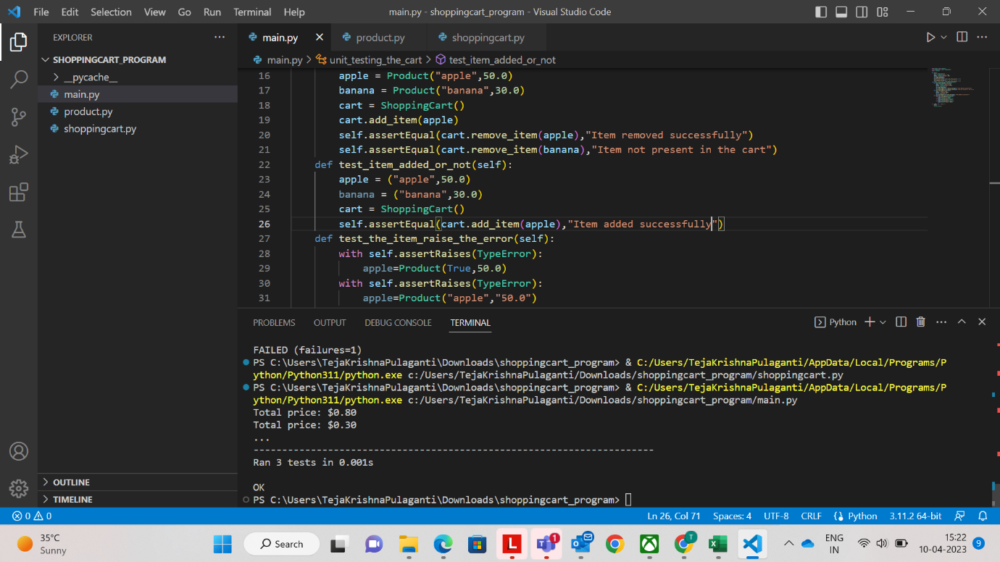 File Edit Selection View Go Run Terminal Help
main.py - shoppingcart_program - Visual Studio Code
EXPLORER
SHOPPINGCART_PROGRAM
__pycache__
main.py
product.py
shoppingcart.py
OUTLINE
TIMELINE
main.py product.py shoppingcart.py
main.py > unit_testing_the_cart > test_item_added_or_not
16 apple = Product("apple",50.0)
17 banana = Product("banana",30.0)
18 cart = ShoppingCart()
19 cart.add_item(apple)
20 self.assertEqual(cart.remove_item(apple),"Item removed successfully")
21 self.assertEqual(cart.remove_item(banana),"Item not present in the cart")
22 def test_item_added_or_not(self):
23 apple = ("apple",50.0)
24 banana = ("banana",30.0)
25 cart = ShoppingCart()
26 self.assertEqual(cart.add_item(apple),"Item added successfully")
27 def test_the_item_raise_the_error(self):
28 with self.assertRaises(TypeError):
29 apple=Product(True,50.0)
30 with self.assertRaises(TypeError):
31 apple=Product("apple","50.0")
PROBLEMS OUTPUT DEBUG CONSOLE TERMINAL
Python
FAILED (failures=1)
PS C:\Users\TejaKrishnaPulaganti\Downloads\shoppingcart_program> & C:/Users/TejaKrishnaPulaganti/AppData/Local/Programs/P
ython/Python311/python.exe c:/Users/TejaKrishnaPulaganti/Downloads/shoppingcart_program/shoppingcart.py
PS C:\Users\TejaKrishnaPulaganti\Downloads\shoppingcart_program> & C:/Users/TejaKrishnaPulaganti/AppData/Local/Programs/P
ython/Python311/python.exe c:/Users/TejaKrishnaPulaganti/Downloads/shoppingcart_program/main.py
Total price: $0.80
Total price: $0.30
...
----------------------------------------------------------------------
Ran 3 tests in 0.001s
OK
PS C:\Users\TejaKrishnaPulaganti\Downloads\shoppingcart_program>
0 0
Ln 26, Col 71 Spaces: 4 UTF-8 CRLF Python 3.11.2 64-bit
35°C
Sunny
Search
L
1
T
ENG
IN
15:22
10-04-2023
9